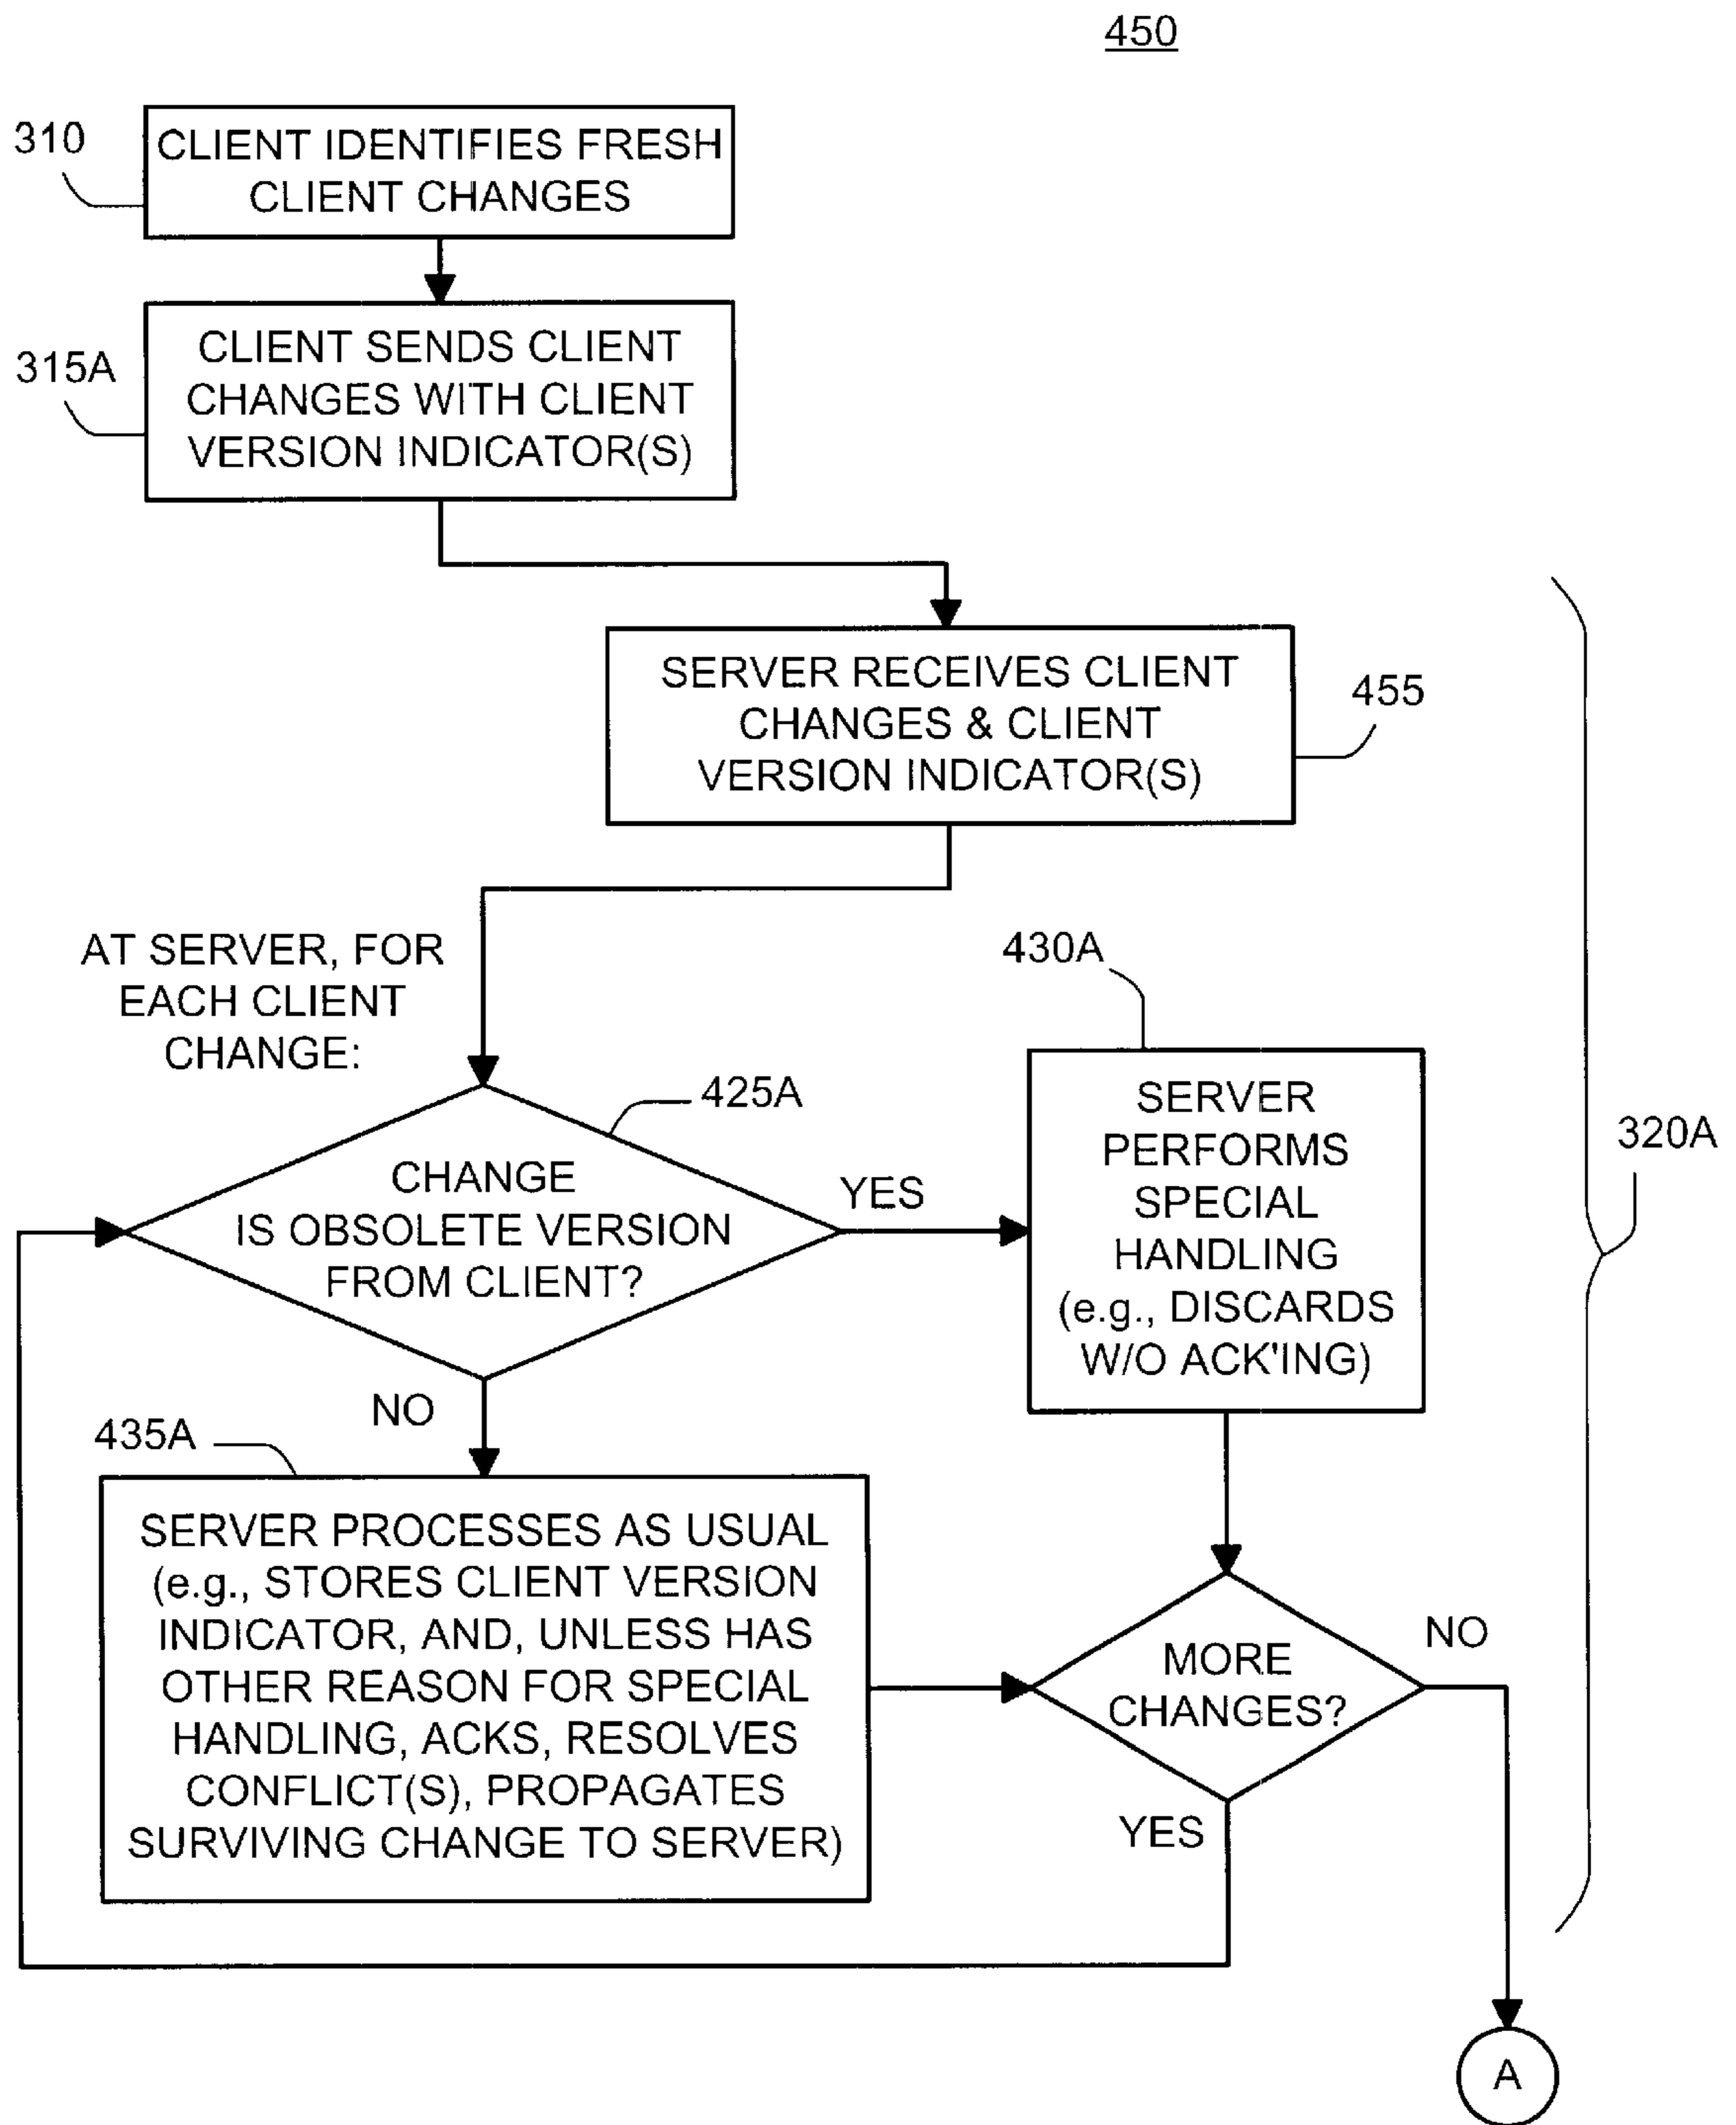 450
310
CLIENT IDENTIFIES FRESH
CLIENT CHANGES
315A
CLIENT SENDS CLIENT
CHANGES WITH CLIENT
VERSION INDICATOR(S)
SERVER RECEIVES CLIENT
CHANGES & CLIENT
VERSION INDICATOR(S)
455
AT SERVER, FOR
EACH CLIENT
CHANGE:
425A
CHANGE
IS OBSOLETE VERSION
FROM CLIENT?
YES
NO
430A
SERVER
PERFORMS
SPECIAL
HANDLING
(e.g., DISCARDS
W/O ACK'ING)
320A
435A
SERVER PROCESSES AS USUAL
(e.g., STORES CLIENT VERSION
INDICATOR, AND, UNLESS HAS
OTHER REASON FOR SPECIAL
HANDLING, ACKS, RESOLVES
CONFLICT(S), PROPAGATES
SURVIVING CHANGE TO SERVER)
MORE
CHANGES?
NO
YES
A